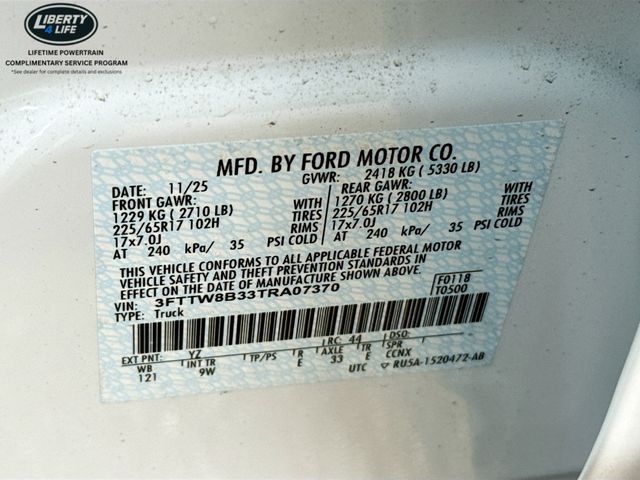 LIBERTY
4 LIFE
LIFETIME POWERTRAIN
COMPLIMENTARY SERVICE PROGRAM
*See dealer for complete details and exclusions
MFD. BY FORD MOTOR CO.
DATE: 11/25 GVWR: 2418 KG ( 5330 LB)
FRONT GAWR: REAR GAWR:
1229 KG ( 2710 LB) WITH 1270 KG ( 2800 LB) WITH
225/65R17 102H TIRES 225/65R17 102H TIRES
17x7.0J RIMS 17x7.0J RIMS
AT 240 kPa/ 35 PSI COLD AT 240 kPa/ 35 PSI COLD
THIS VEHICLE CONFORMS TO ALL APPLICABLE FEDERAL MOTOR
VEHICLE SAFETY AND THEFT PREVENTION STANDARDS IN
EFFECT ON THE DATE OF MANUFACTURE SHOWN ABOVE.
VIN: 3FTTW8B33TRA07370 F0118
TYPE: Truck T0500
EXT PNT: YZ RC: 44 DSO:
WB INT TR TP/PS R AXLE TR SPR
121 9W E 33 E CCNX
UTC ▽ RU5A-1520472-AB